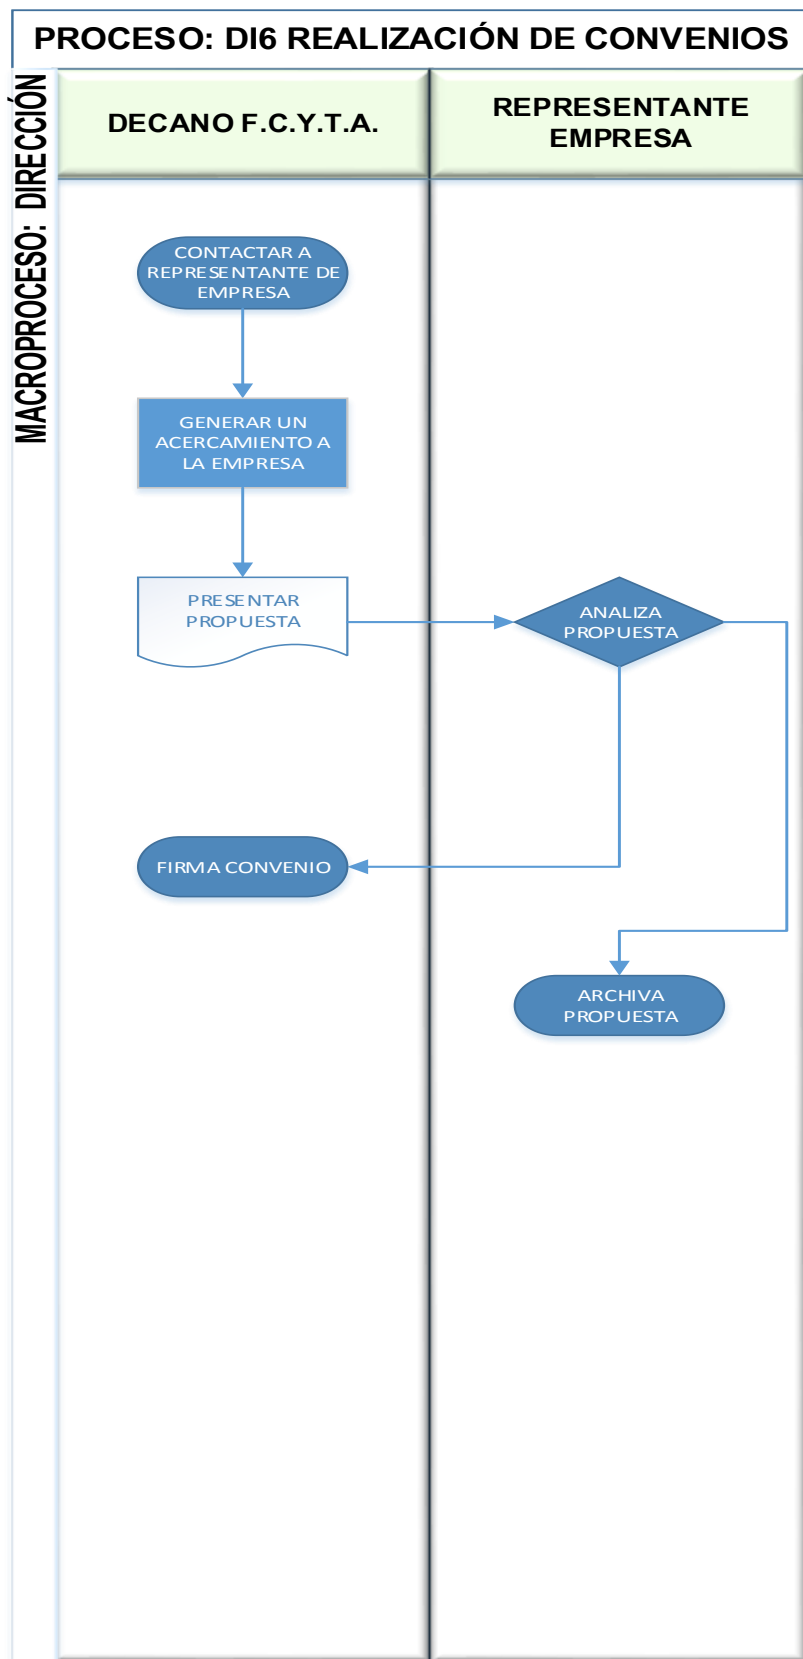 PROCESO: DI6 REALIZACIÓN DE CONVENIOS
MACROPROCESO: DIRECCIÓN
DECANO F.C.Y.T.A.
REPRESENTANTE
EMPRESA
CONTACTAR A
REPRESENTANTE DE
EMPRESA
GENERAR UN
ACERCAMIENTO A
LA EMPRESA
PRESENTAR
PROPUESTA
ANALIZA
PROPUESTA
FIRMA CONVENIO
ARCHIVA
PROPUESTA